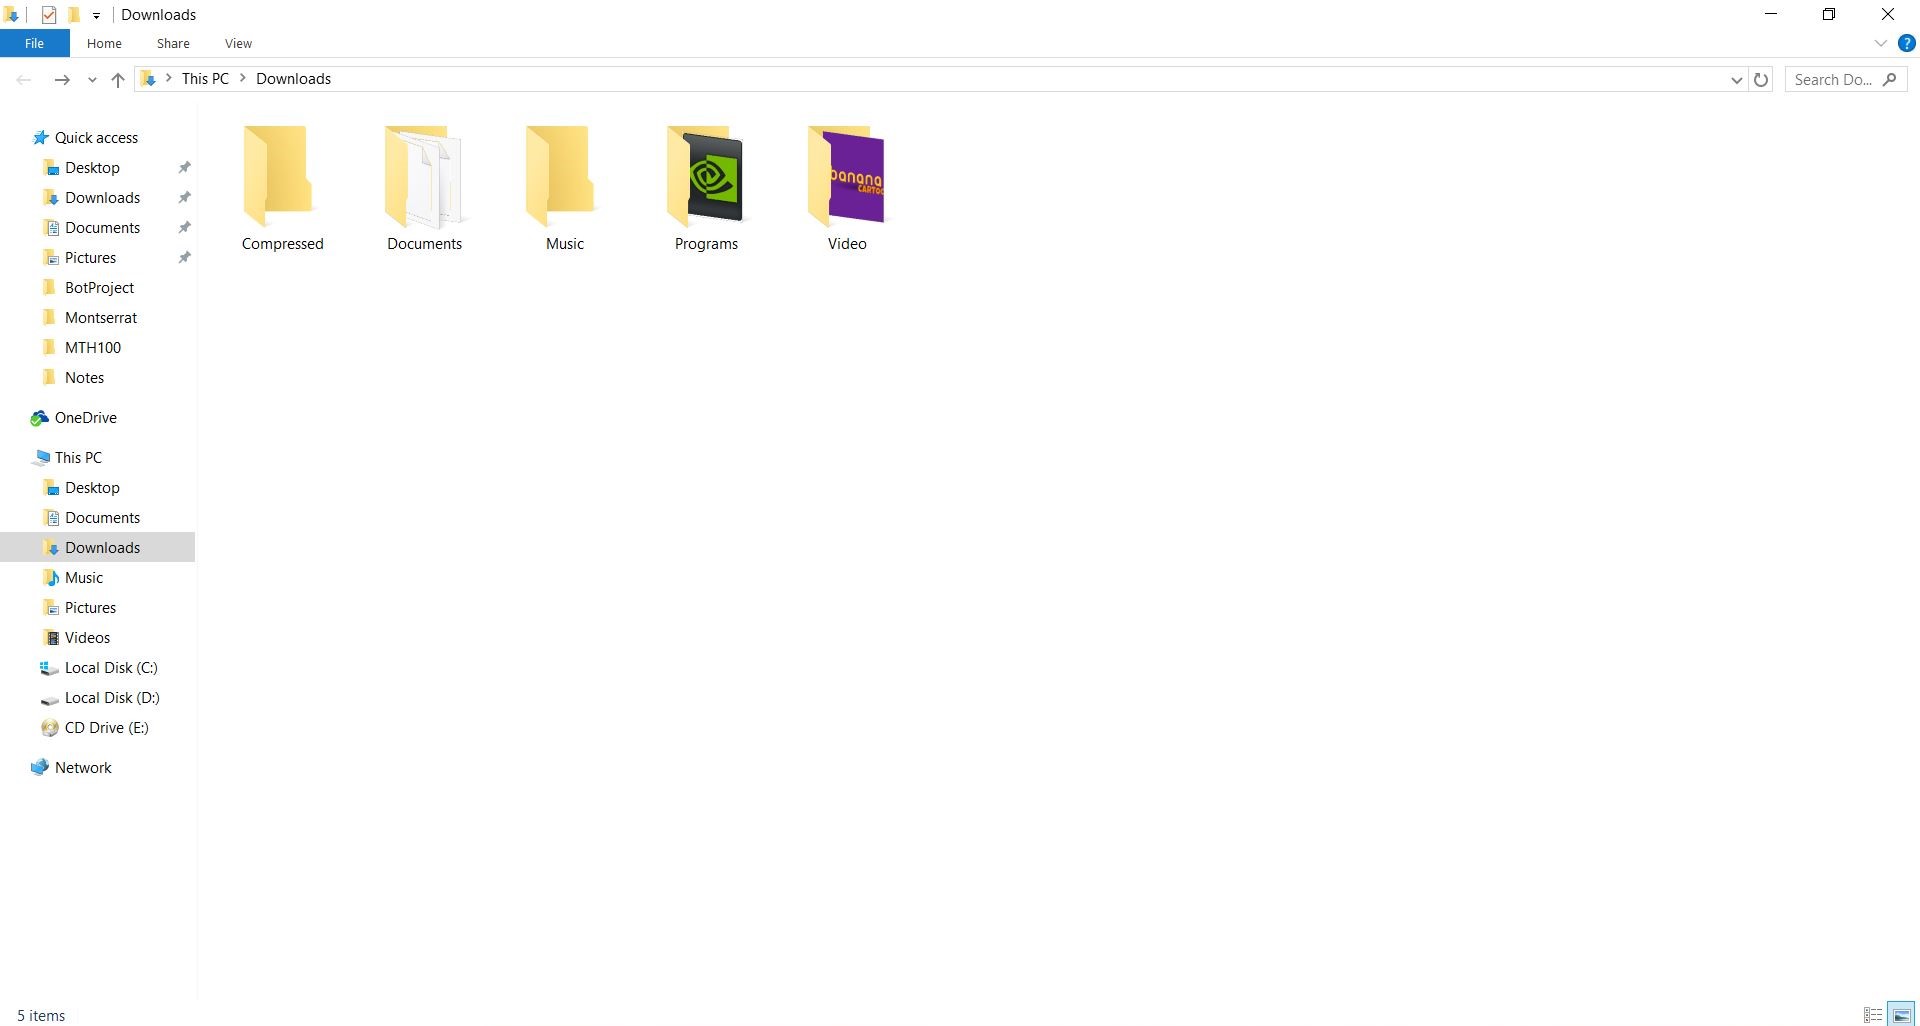 Downloads
File Home Share View
This PC Downloads
Search Do...
Quick access
Desktop
Downloads
Documents
Pictures
BotProject
Montserrat
MTH100
Notes
OneDrive
This PC
Desktop
Documents
Downloads
Music
Pictures
Videos
Local Disk (C:)
Local Disk (D:)
CD Drive (E:)
Network
banana
CARTOO
Compressed Documents Music Programs Video
5 items